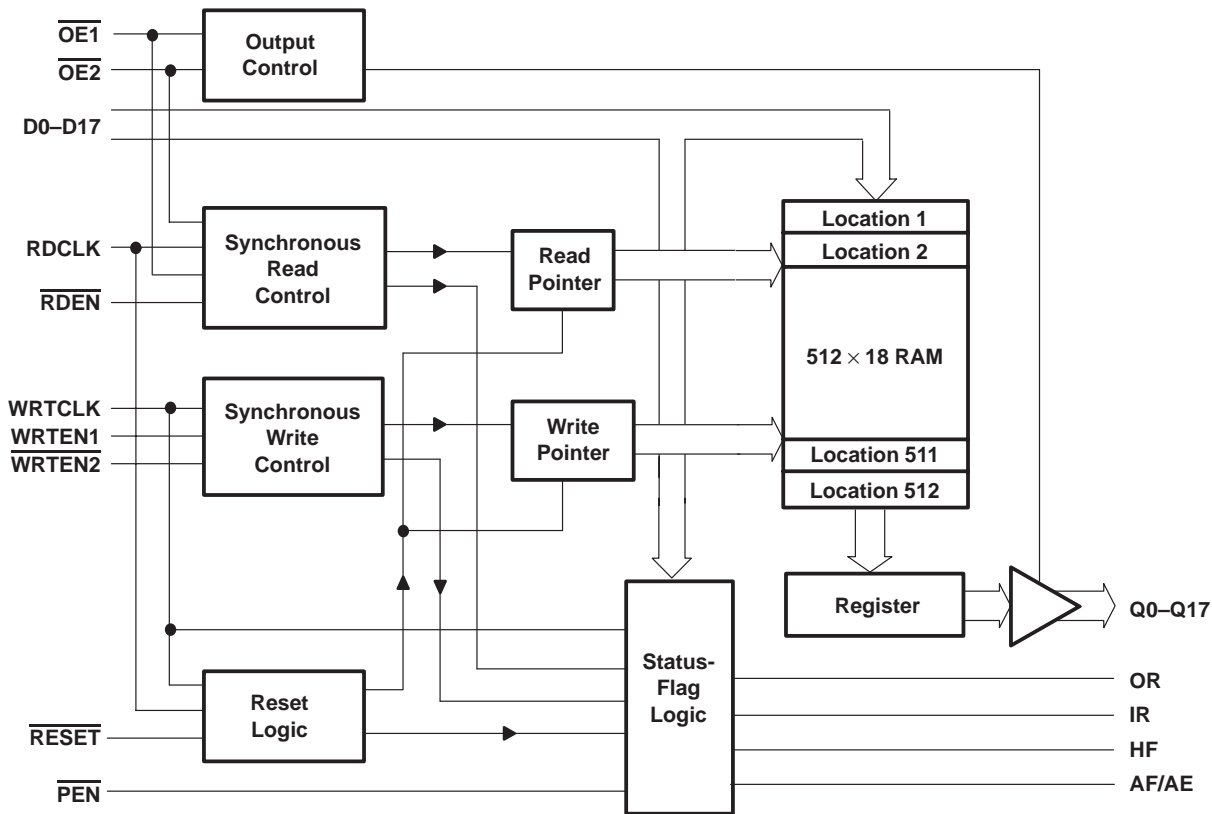 OE1
OE2
Output
Control
D0–D17
RDCLK
RDEN
Synchronous
Read
Control
Read
Pointer
Location 1
Location 2
512 × 18 RAM
Location 511
Location 512
WRTCLK
WRTEN1
WRTEN2
Synchronous
Write
Control
Write
Pointer
Register
Q0–Q17
Status-
Flag
Logic
OR
IR
HF
AF/AE
Reset
Logic
RESET
PEN